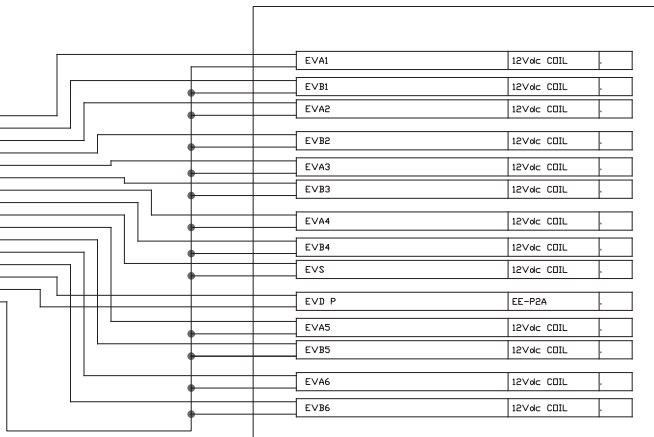 EVA1 12Vdc COIL .
EVB1 12Vdc COIL .
EVA2 12Vdc COIL .
EVB2 12Vdc COIL .
EVA3 12Vdc COIL .
EVB3 12Vdc COIL .
EVA4 12Vdc COIL .
EVB4 12Vdc COIL .
EVS 12Vdc COIL .
EVD P EE-P2A .
EVA5 12Vdc COIL .
EVB5 12Vdc COIL .
EVA6 12Vdc COIL .
EVB6 12Vdc COIL .